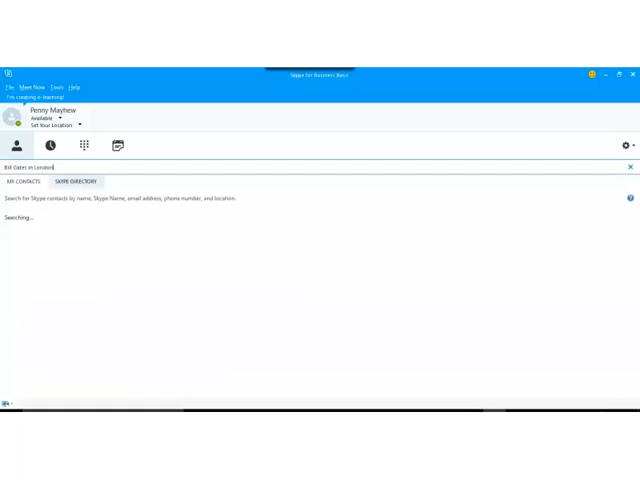 Skype for Business Basic
File Meet Now Tools Help
I'm creating e-learning!
Penny Mayhew
Available
Set Your Location
Bill Gates in London
MY CONTACTS SKYPE DIRECTORY
Search for Skype contacts by name, Skype Name, email address, phone number, and location.
Searching...